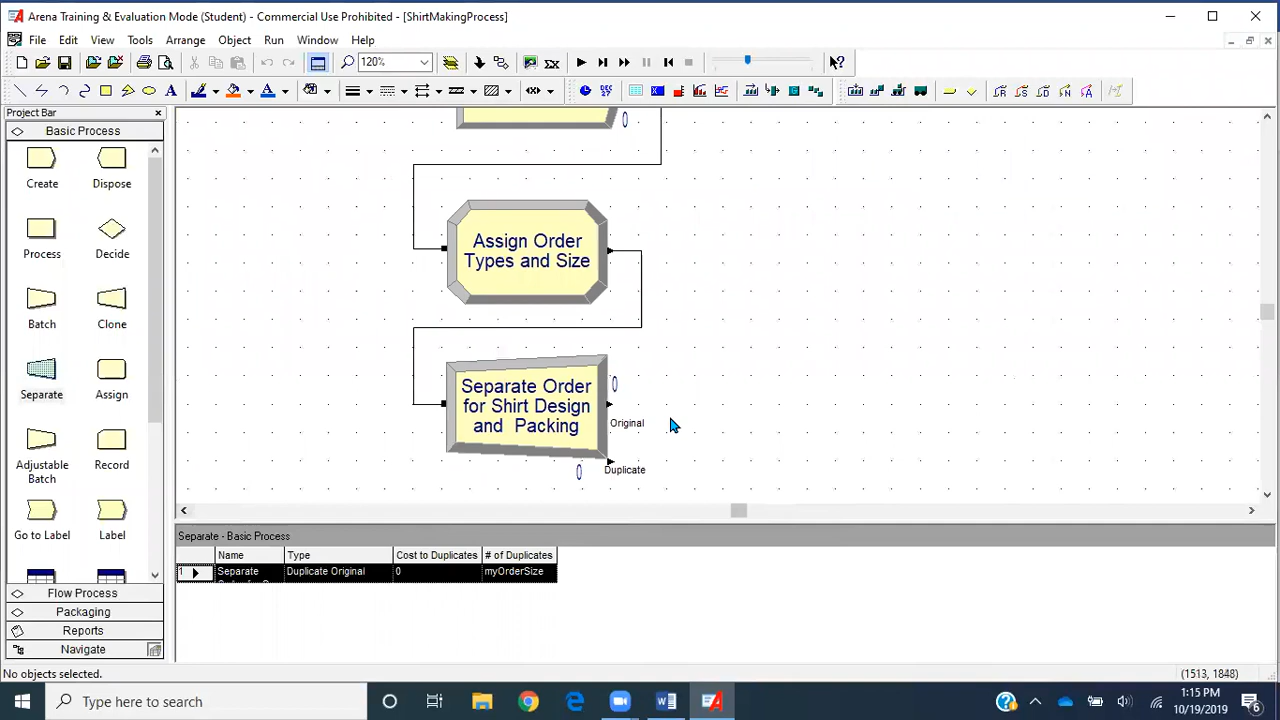 Arena Training & Evaluation Mode (Student) - Commercial Use Prohibited - [ShirtMakingProcess]
File Edit View Tools Arrange Object Run Window Help
120%
Project Bar
Basic Process
Create Dispose
Process Decide
Batch Clone
Separate Assign
Adjustable Batch Record
Go to Label Label
Flow Process
Packaging
Reports
Navigate
0
Assign Order
Types and Size
Separate Order
for Shirt Design
and Packing
0
Original
Duplicate
0
Separate - Basic Process
Name Type Cost to Duplicates # of Duplicates
1 Separate Duplicate Original 0 myOrderSize
No objects selected.
(1513, 1848)
Type here to search
1:15 PM
10/19/2019
6